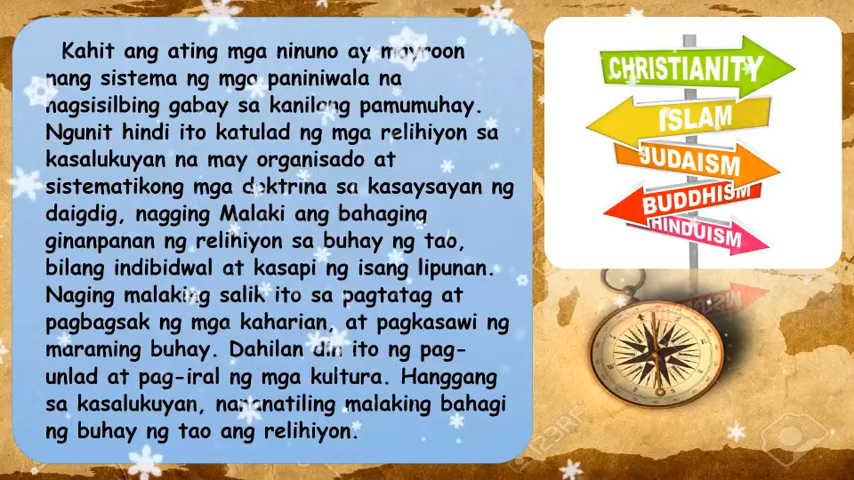 Kahit ang ating mga ninuno ay mayroon
nang sistema ng mga paniniwala na
nagsisilbing gabay sa kanilang pamumuhay.
Ngunit hindi ito katulad ng mga relihiyon sa
kasalukuyan na may organisado at
sistematikong mga doktrina sa kasaysayan ng
daigdig, nagging Malaki ang bahaging
ginanpanan ng relihiyon sa buhay ng tao,
bilang indibidwal at kasapi ng isang lipunan.
Naging malaking salik ito sa pagtatag at
pagbagsak ng mga kaharian, at pagkasawi ng
maraming buhay. Dahilan din ito ng pag-
unlad at pag-iral ng mga kultura. Hanggang
sa kasalukuyan, nananatiling malaking bahagi
ng buhay ng tao ang relihiyon.
CHRISTIANITY
ISLAM
JUDAISM
BUDDHISM
HINDUISM
123RF